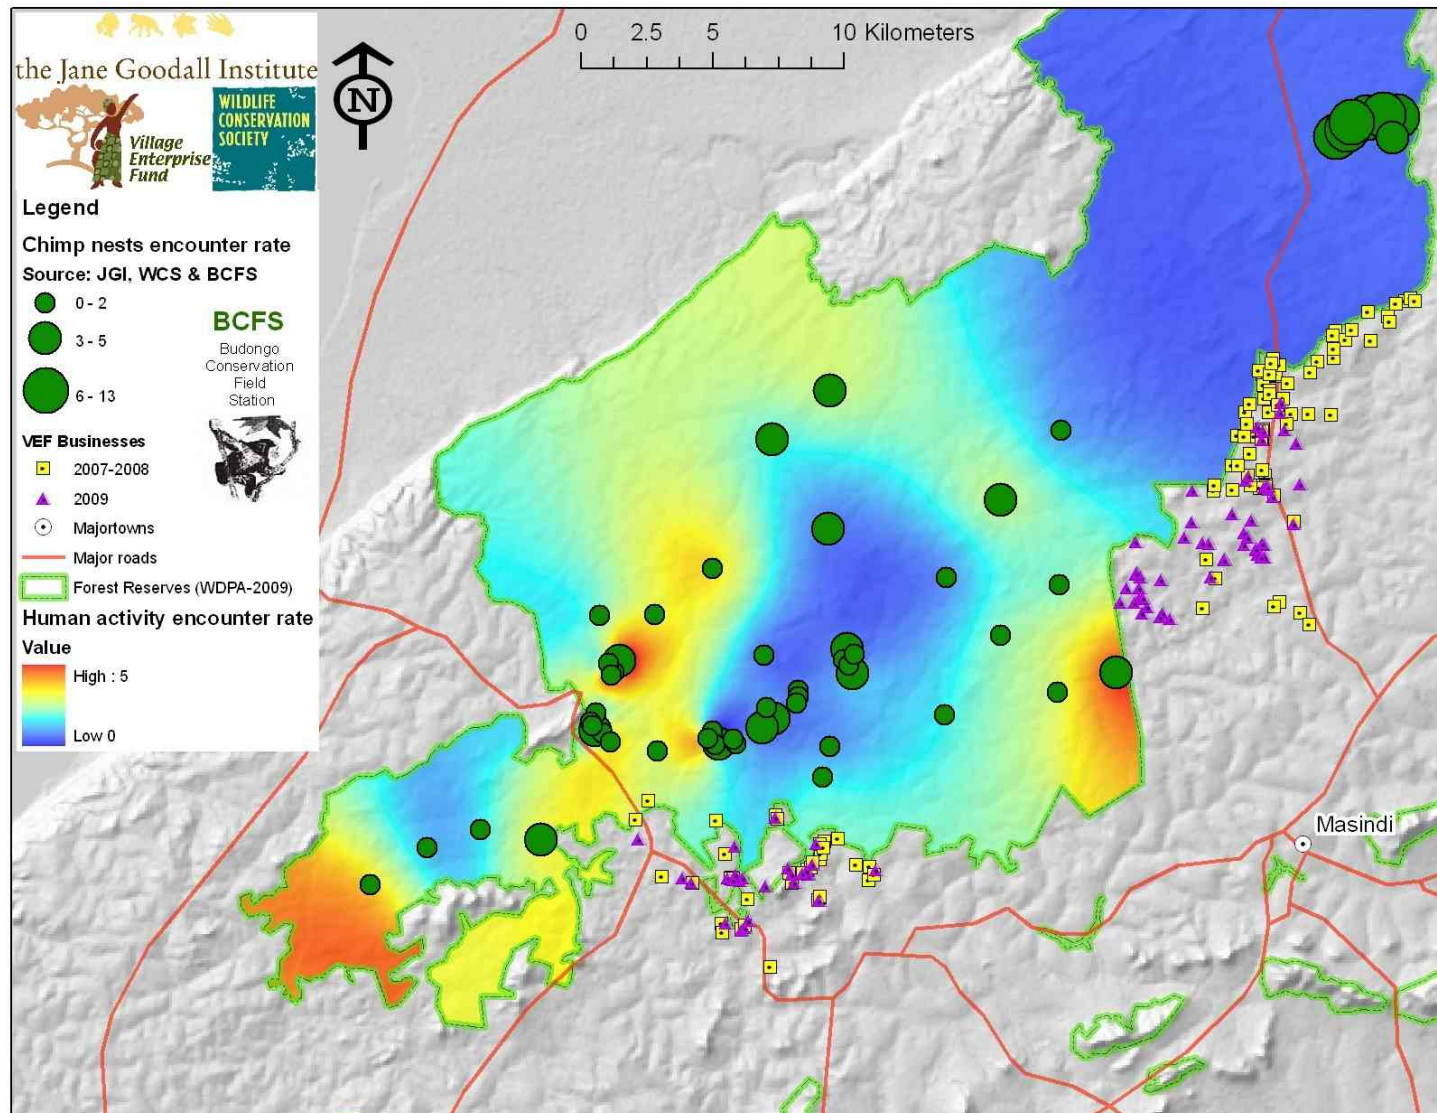 the Jane Goodall Institute
Village
Enterprise
Fund
WILDLIFE
CONSERVATION
SOCIETY
Legend
Chimp nests encounter rate
Source: JGI, WCS & BCFS
0 - 2
3 - 5
6 - 13
BCFS
Budongo
Conservation
Field
Station
VEF Businesses
2007-2008
2009
Majortowns
Major roads
Forest Reserves (WDPA-2009)
Human activity encounter rate
Value
High : 5
Low 0
N
0 2.5 5 10 Kilometers
Masindi